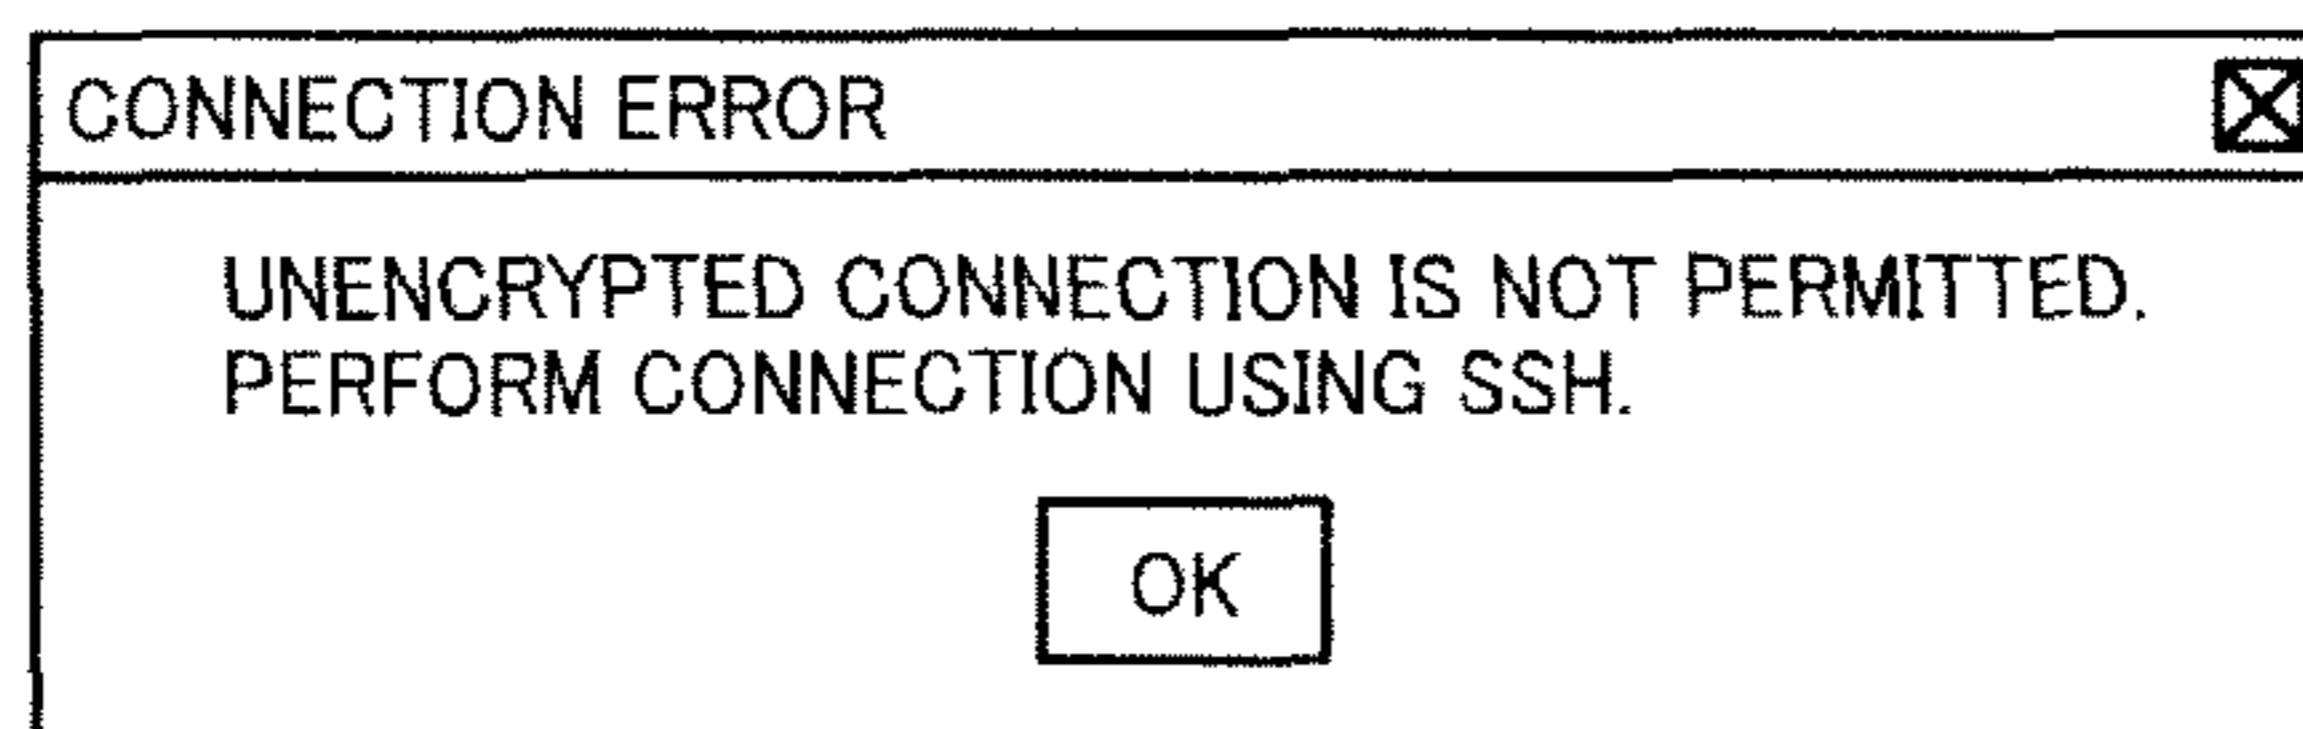 CONNECTION ERROR
UNENCRYPTED CONNECTION IS NOT PERMITTED.
PERFORM CONNECTION USING SSH.
OK